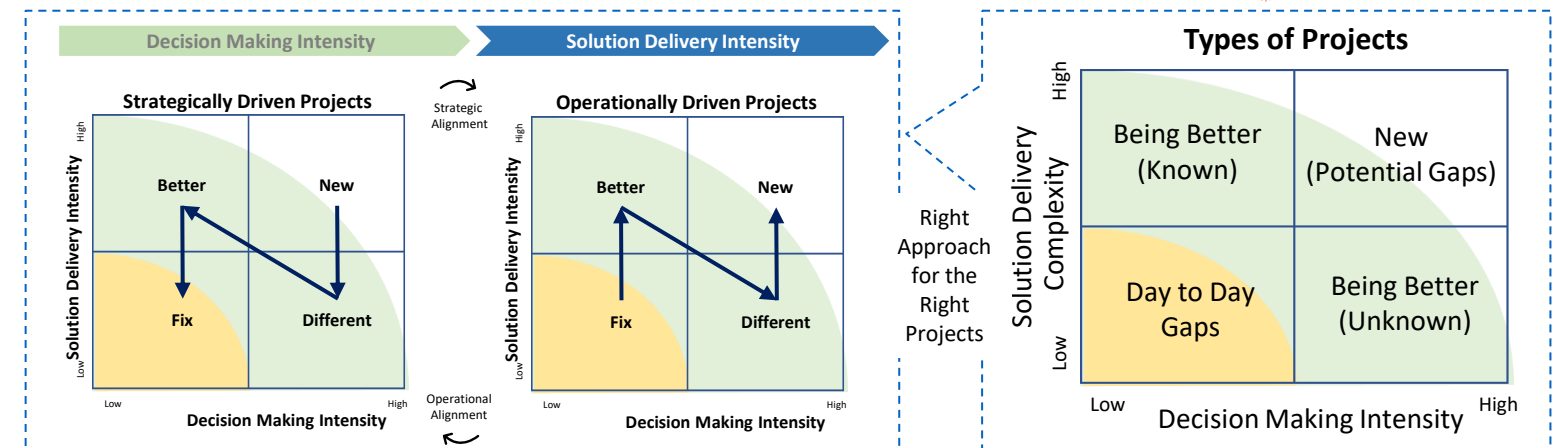 Decision Making Intensity
Solution Delivery Intensity
Strategically Driven Projects
High
Solution Delivery Intensity
Low
Better
New
Fix
Different
Low
High
Decision Making Intensity
Strategic
Alignment
Operational
Alignment
Operationally Driven Projects
High
Solution Delivery Intensity
Low
Better
New
Fix
Different
Low
High
Decision Making Intensity
Right
Approach
for the
Right
Projects
Types of Projects
High
Solution Delivery
Complexity
Low
Being Better
(Known)
New
(Potential Gaps)
Day to Day
Gaps
Being Better
(Unknown)
Low
High
Decision Making Intensity